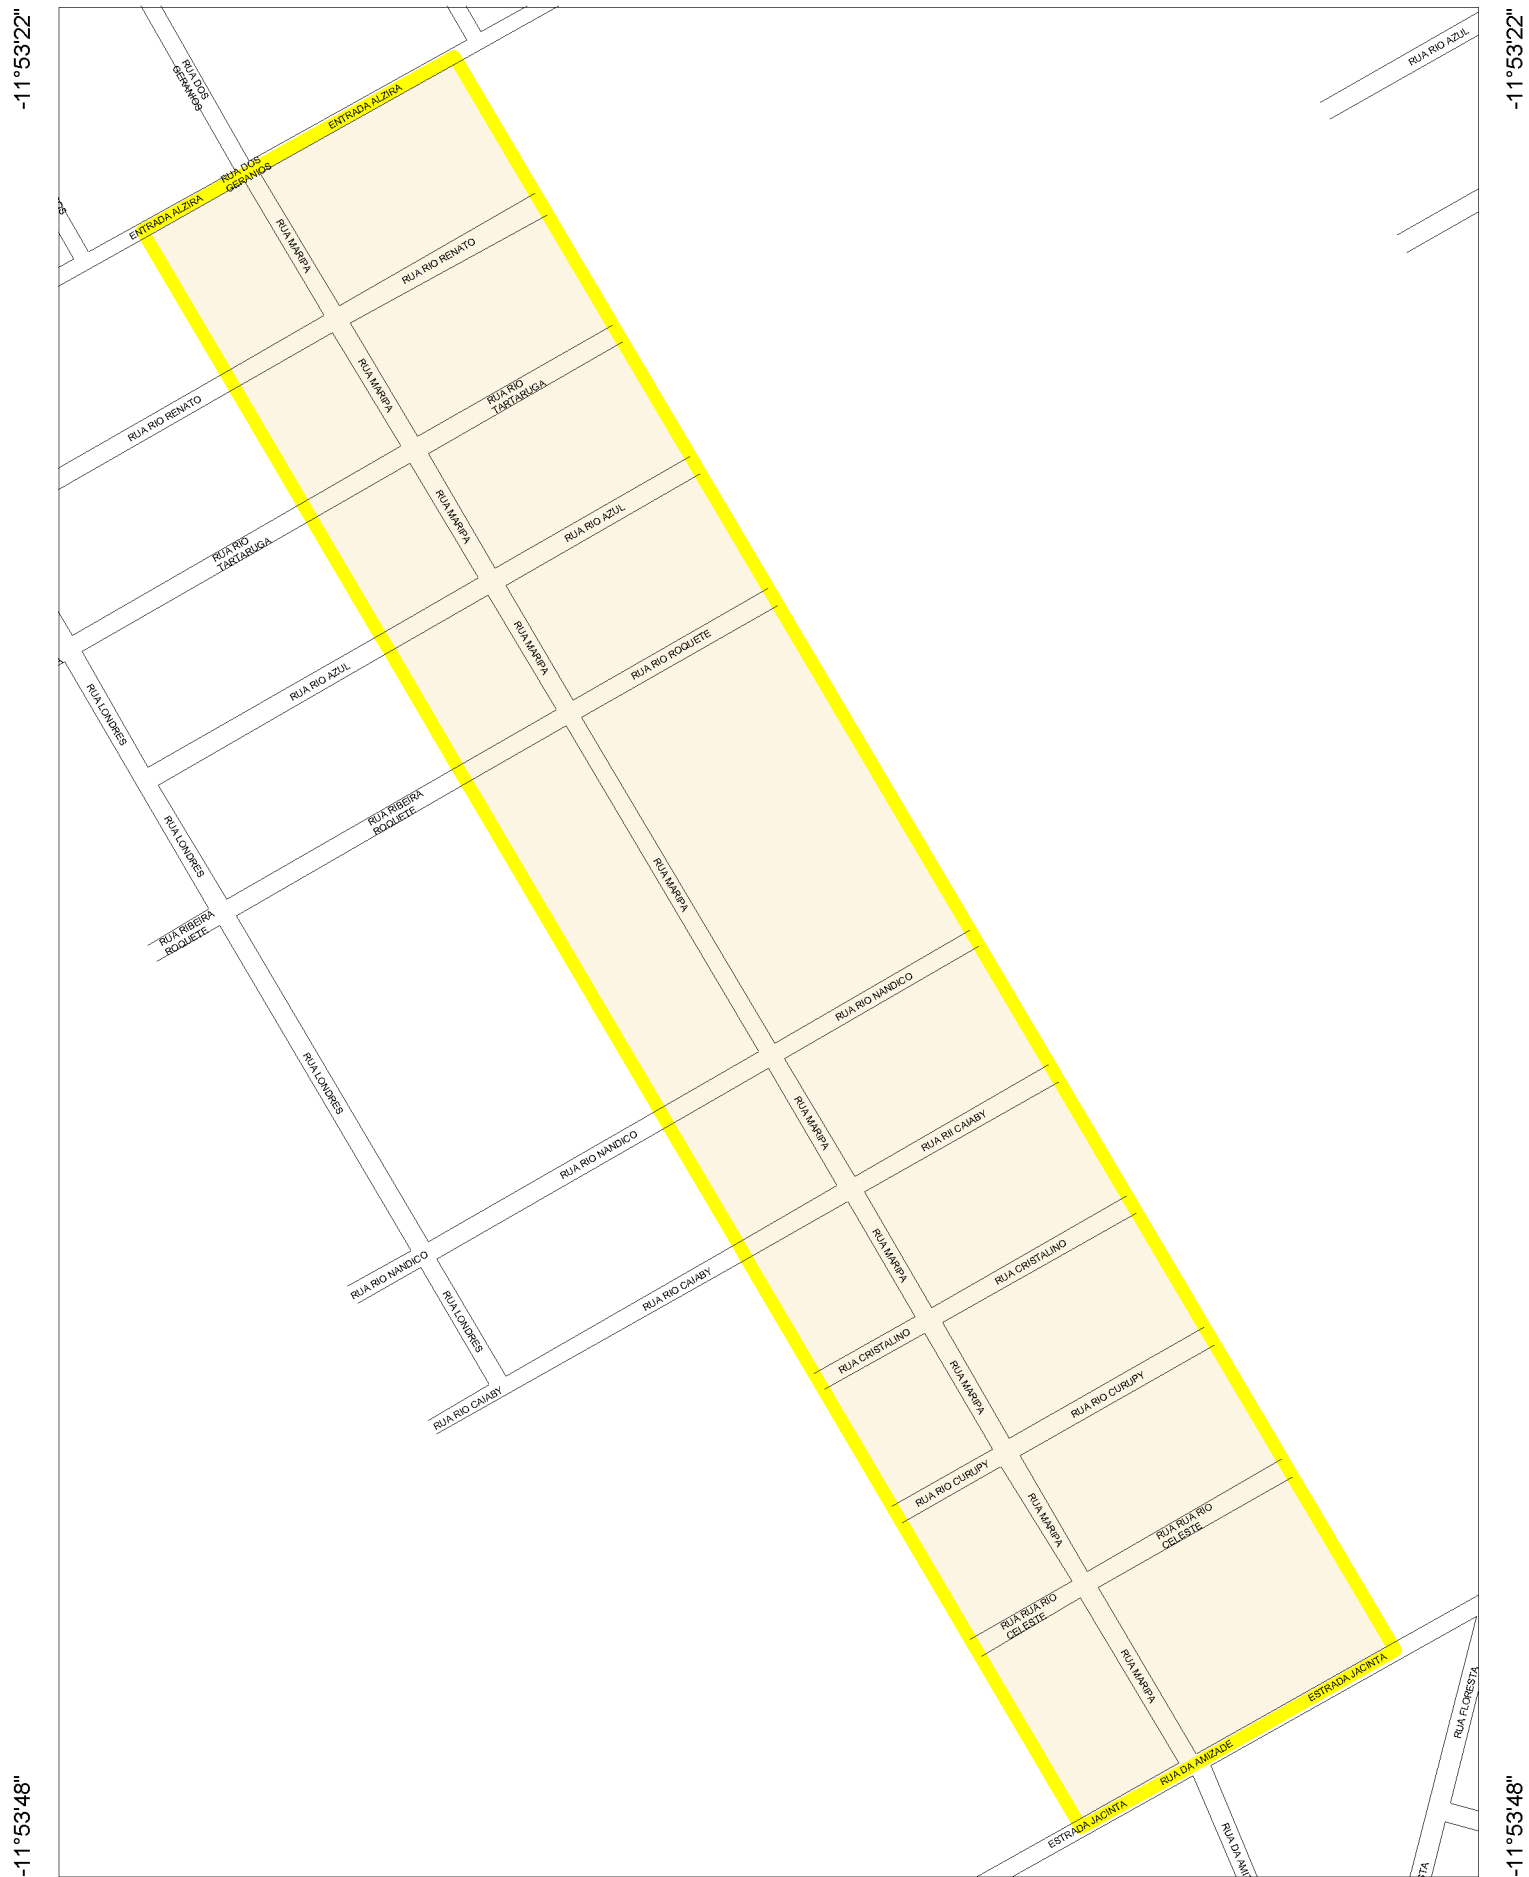 -11°53'22"
-11°53'22"
RUA RIO AZUL
RUA DOS
GERANIOS
ENTRADA ALZIRA
RUA DOS
GERANIOS
ENTRADA ALZIRA
OS
RUA MARIPA
RUA RIO RENATO
RUA MARIPA
RUA RIO RENATO
RUA RIO
TARTARUGA
RUA MARIPA
RUA RIO AZUL
RUA RIO
TARTARUGA
RUA MARIPA
RUA RIO ROQUETE
RUA RIO AZUL
RUA LONDRES
RUA RIBEIRA
ROQUETE
RUA LONDRES
RUA MARIPA
RUA RIBEIRA
ROQUETE
RUA RIO NANDICO
RUA LONDRES
RUA MARIPA
RUA RII CAIABY
RUA RIO NANDICO
RUA MARIPA
RUA CRISTALINO
RUA RIO NANDICO
RUA RIO CAIABY
RUA LONDRES
RUA CRISTALINO
RUA MARIPA
RUA RIO CURUPY
RUA RIO CAIABY
RUA RIO CURUPY
RUA MARIPA
RUA RUA RIO
CELESTE
RUA RUA RIO
CELESTE
RUA MARIPA
ESTRADA JACINTA
RUA FLORESTA
RUA DA AMIZADE
ESTRADA JACINTA
RUA DA AMI
STA
-11°53'48"
-11°53'48"